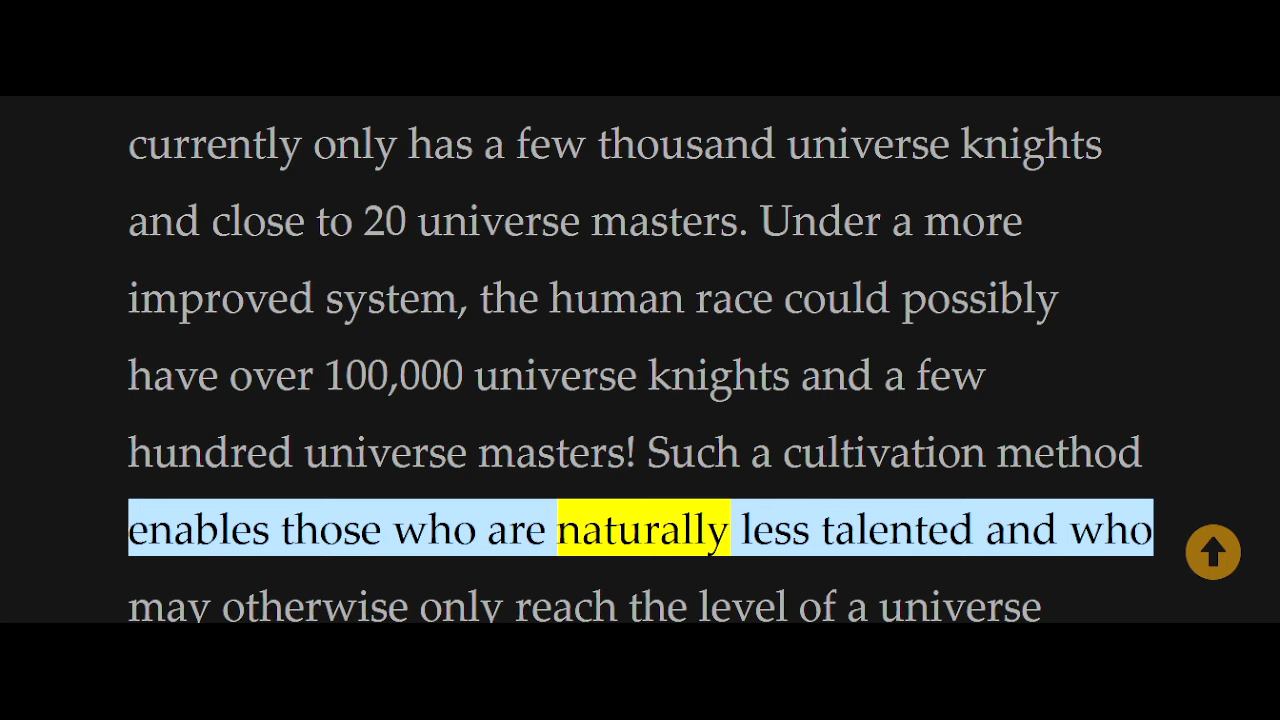 currently only has a few thousand universe knights
and close to 20 universe masters. Under a more
improved system, the human race could possibly
have over 100,000 universe knights and a few
hundred universe masters! Such a cultivation method
enables those who are naturally less talented and who
may otherwise only reach the level of a universe